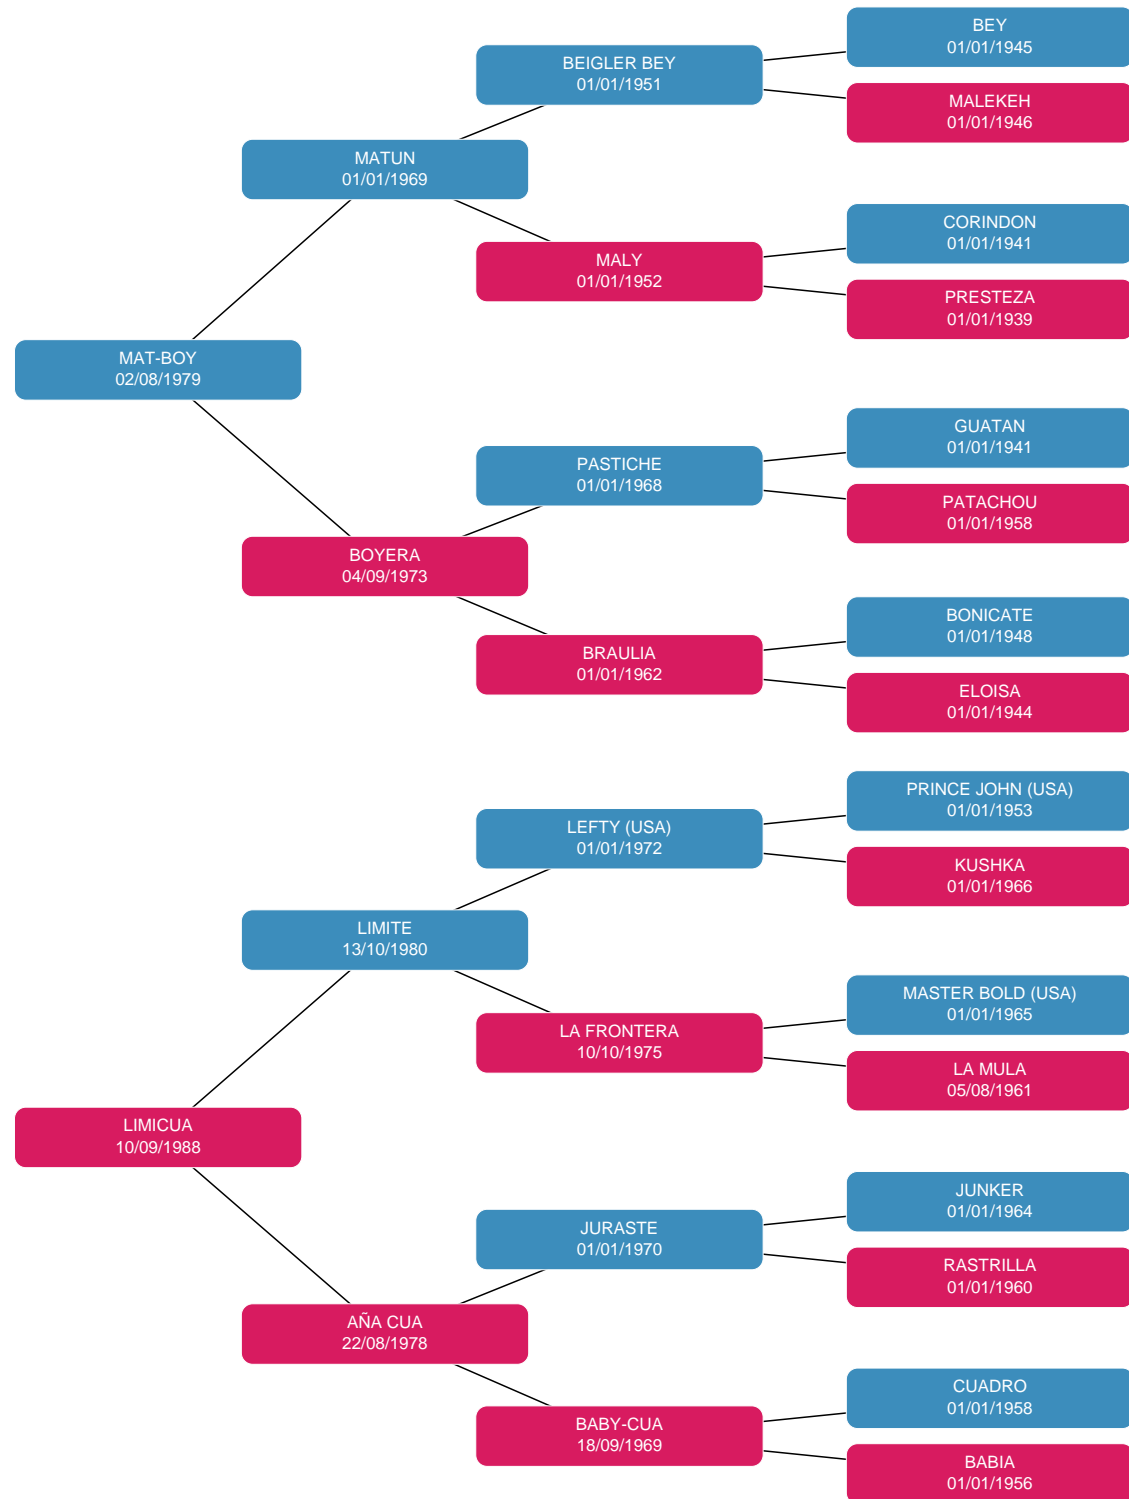 BEY
01/01/1945
BEIGLER BEY
01/01/1951
MALEKEH
01/01/1946
MATUN
01/01/1969
CORINDON
01/01/1941
MALY
01/01/1952
PRESTEZA
01/01/1939
MAT-BOY
02/08/1979
GUATAN
01/01/1941
PASTICHE
01/01/1968
PATACHOU
01/01/1958
BOYERA
04/09/1973
BONICATE
01/01/1948
BRAULIA
01/01/1962
ELOISA
01/01/1944
PRINCE JOHN (USA)
01/01/1953
LEFTY (USA)
01/01/1972
KUSHKA
01/01/1966
LIMITE
13/10/1980
MASTER BOLD (USA)
01/01/1965
LA FRONTERA
10/10/1975
LA MULA
05/08/1961
LIMICUA
10/09/1988
JUNKER
01/01/1964
JURASTE
01/01/1970
RASTRILLA
01/01/1960
AÑA CUA
22/08/1978
CUADRO
01/01/1958
BABY-CUA
18/09/1969
BABIA
01/01/1956